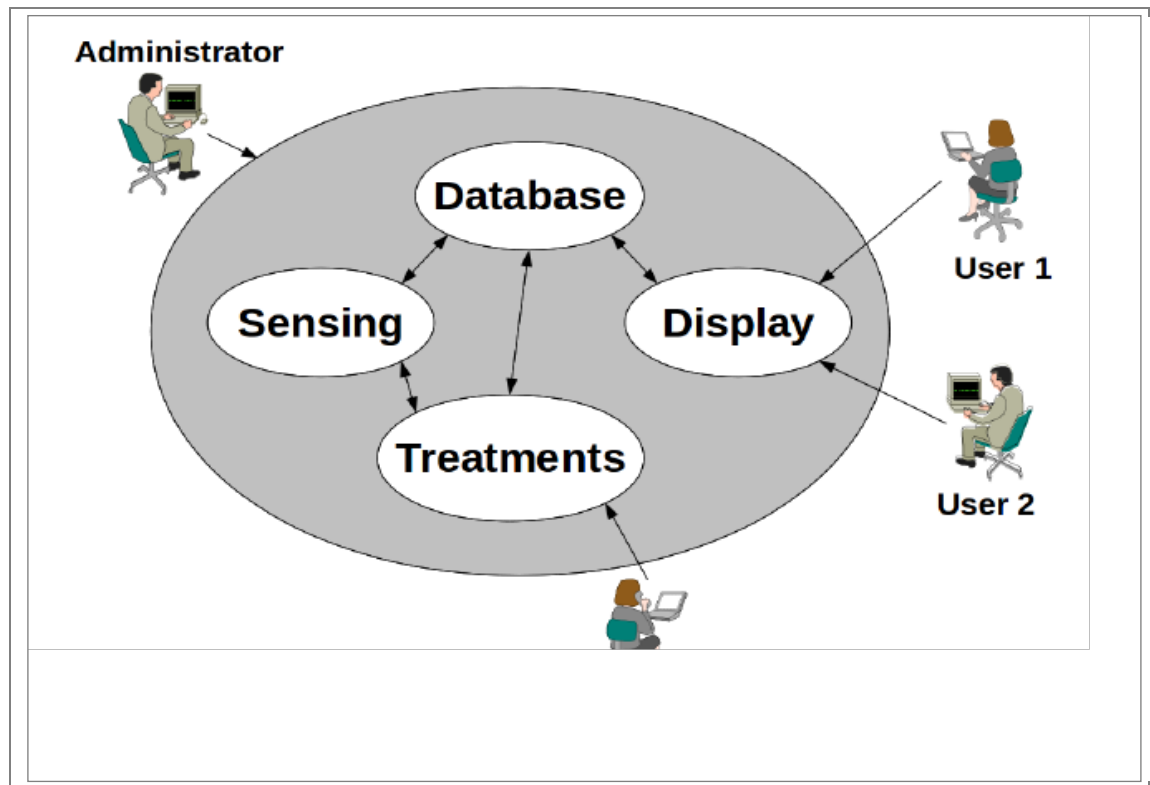 Administrator
Database
User 1
Sensing
Display
Treatments
User 2